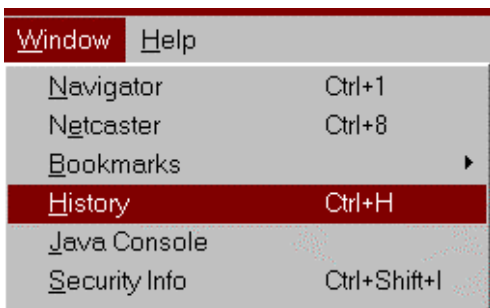 Window Help
Navigator Ctrl+1
Netcaster Ctrl+8
Bookmarks
History Ctrl+H
Java Console
Security Info Ctrl+Shift+I